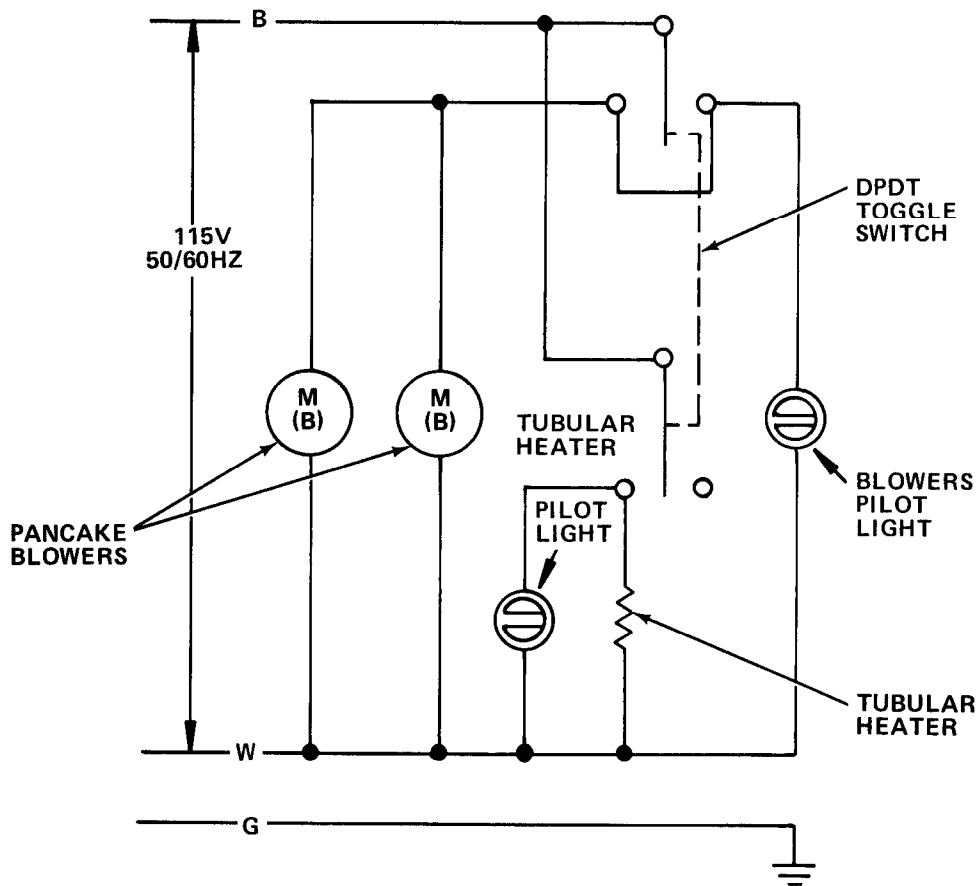 B
DPDT
TOGGLE
SWITCH
115V
50/60HZ
M
(B)
M
(B)
TUBULAR
HEATER
PILOT
LIGHT
BLOWERS
PILOT
LIGHT
PANCAKE
BLOWERS
TUBULAR
HEATER
W
G